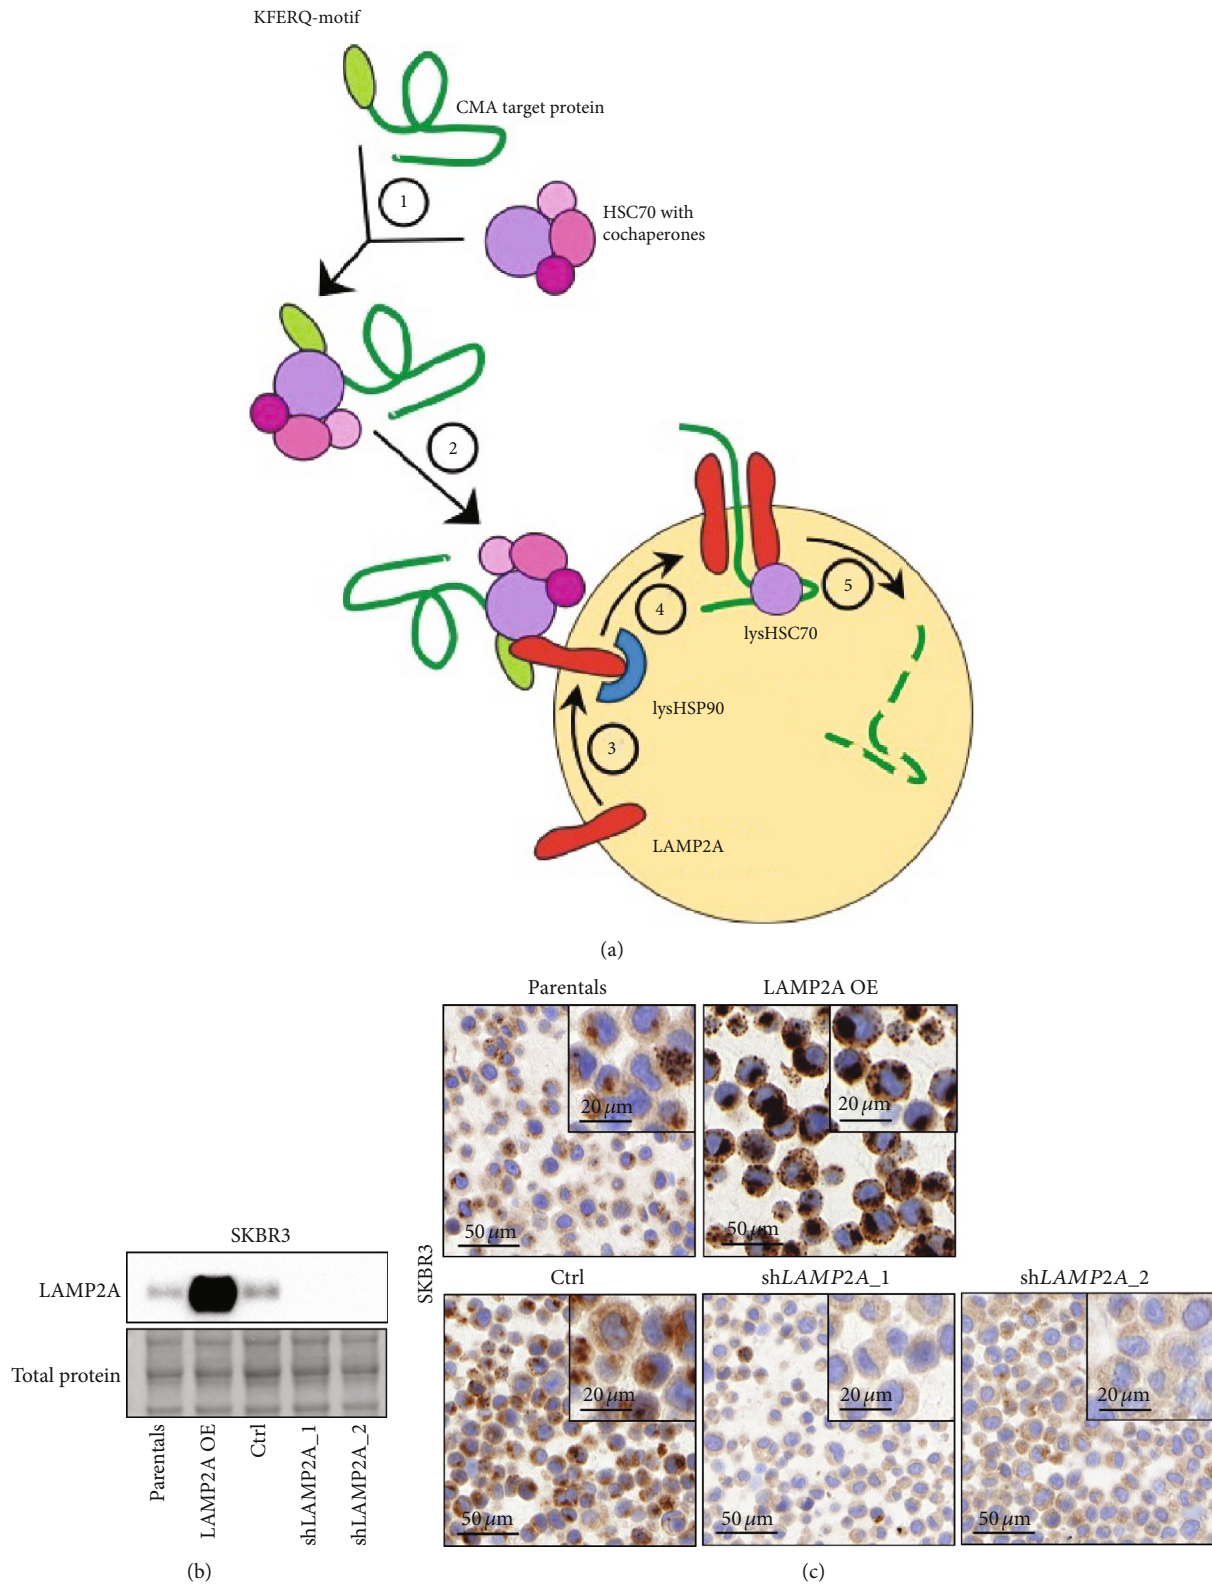 KFERQ-motif
CMA target protein
1
HSC70 with
cochaperones
2
4
5
lysHSC70
lysHSP90
3
LAMP2A
(a)
SKBR3
LAMP2A
Total protein
Parentals
LAMP2A OE
Ctrl
shLAMP2A_1
shLAMP2A_2
(b)
SKBR3
Parentals
20 μm
50 μm
LAMP2A OE
20 μm
50 μm
Ctrl
20 μm
50 μm
shLAMP2A_1
20 μm
50 μm
shLAMP2A_2
20 μm
50 μm
(c)